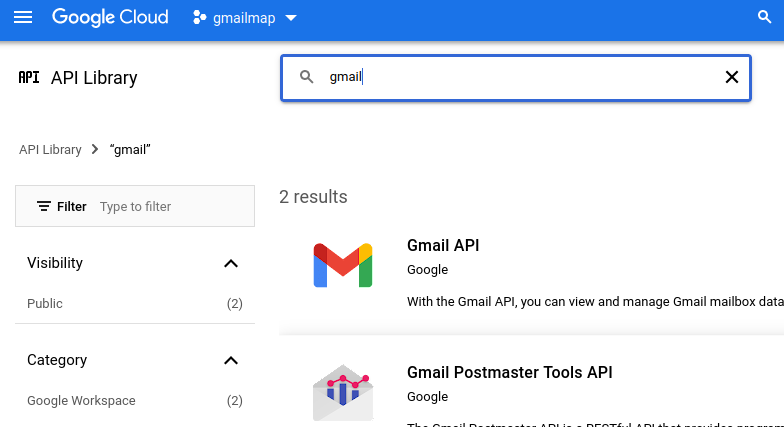 Google Cloud gmailmap
API API Library
gmail
API Library > “gmail”
Filter Type to filter
2 results
Visibility
Public (2)
Category
Google Workspace (2)
Gmail API
Google
With the Gmail API, you can view and manage Gmail mailbox data
Gmail Postmaster Tools API
Google
The Gmail Postmaster API is a RESTful API that provides